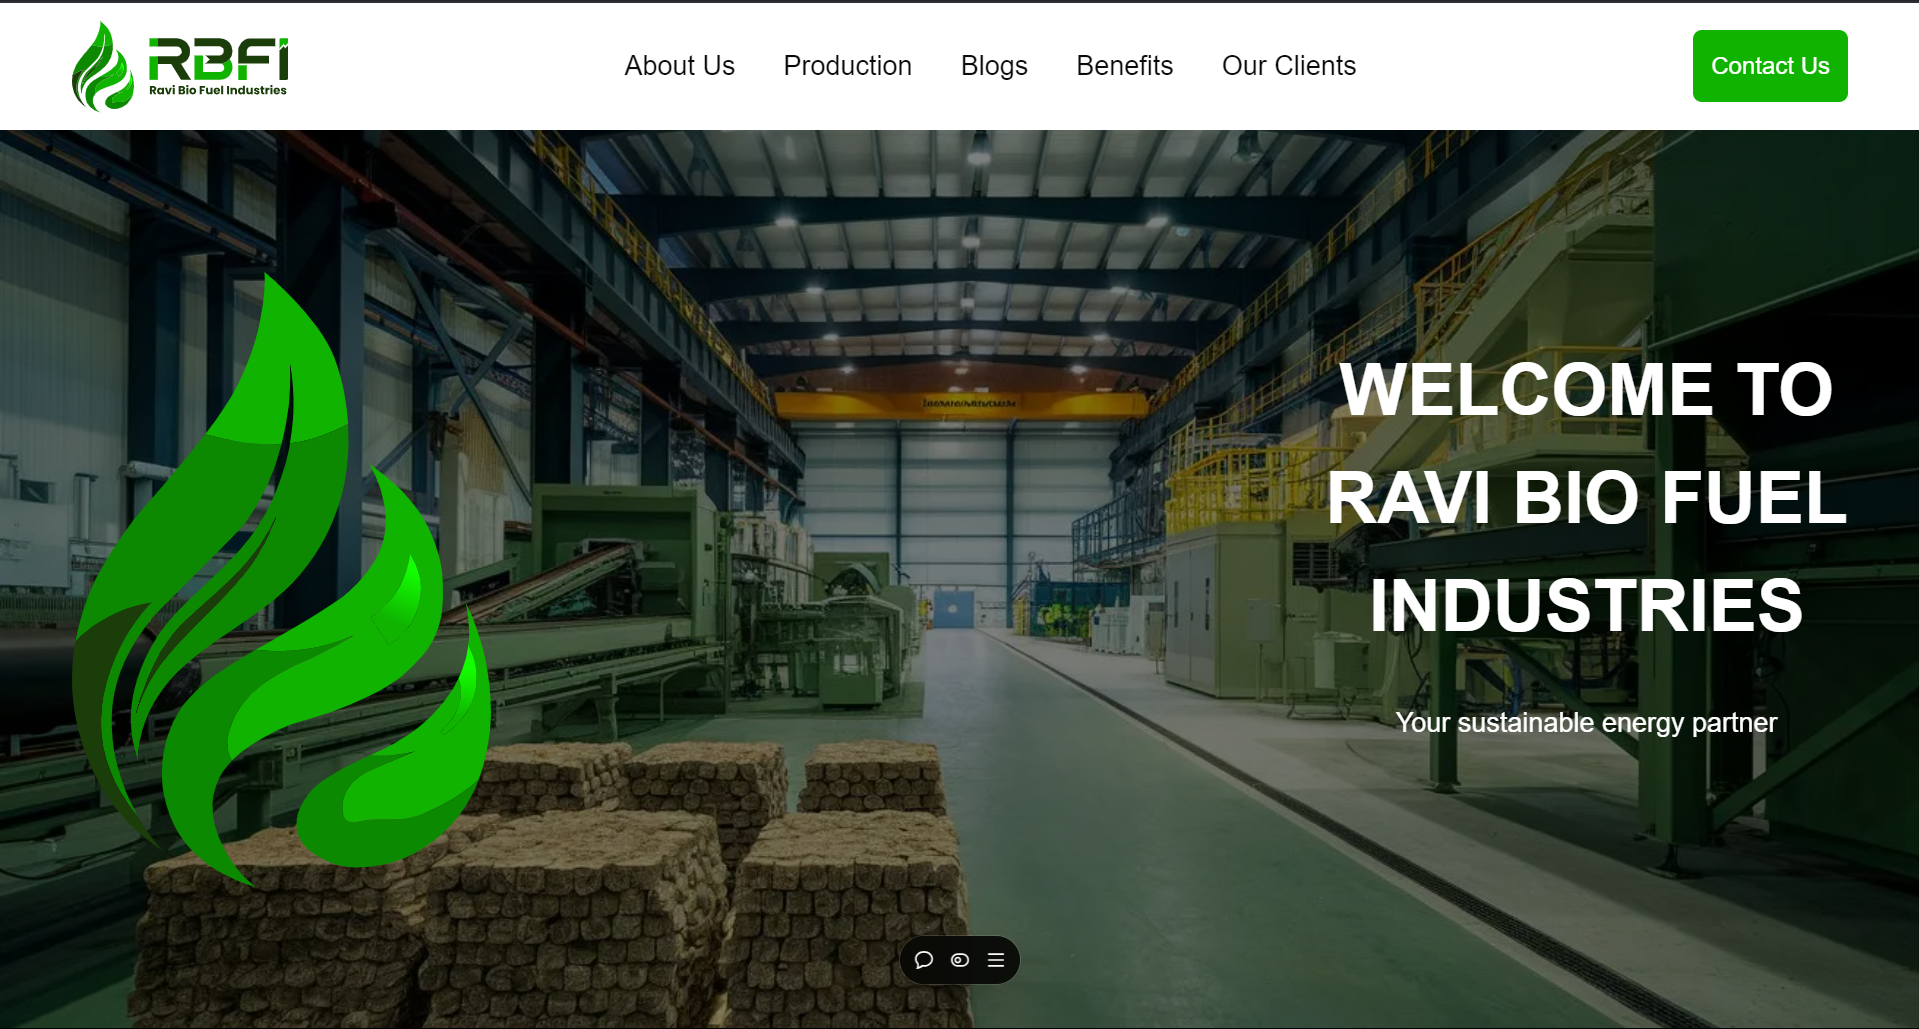 RBFI
Ravi Bio Fuel Industries
About Us
Production
Blogs
Benefits
Our Clients
Contact Us
WELCOME TO
RAVI BIO FUEL
INDUSTRIES
Your sustainable energy partner